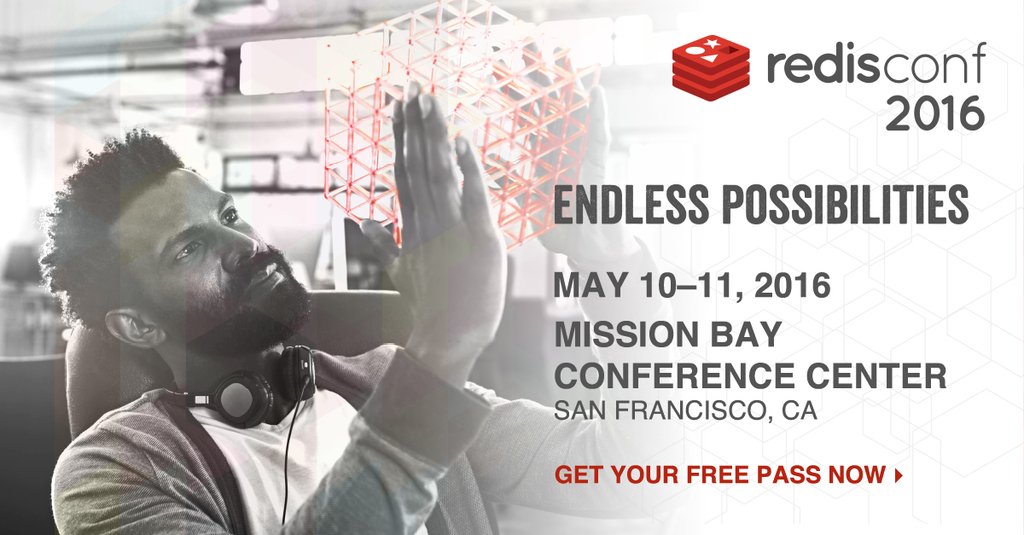 redisconf
2016
ENDLESS POSSIBILITIES
MAY 10–11, 2016
MISSION BAY
CONFERENCE CENTER
SAN FRANCISCO, CA
GET YOUR FREE PASS NOW